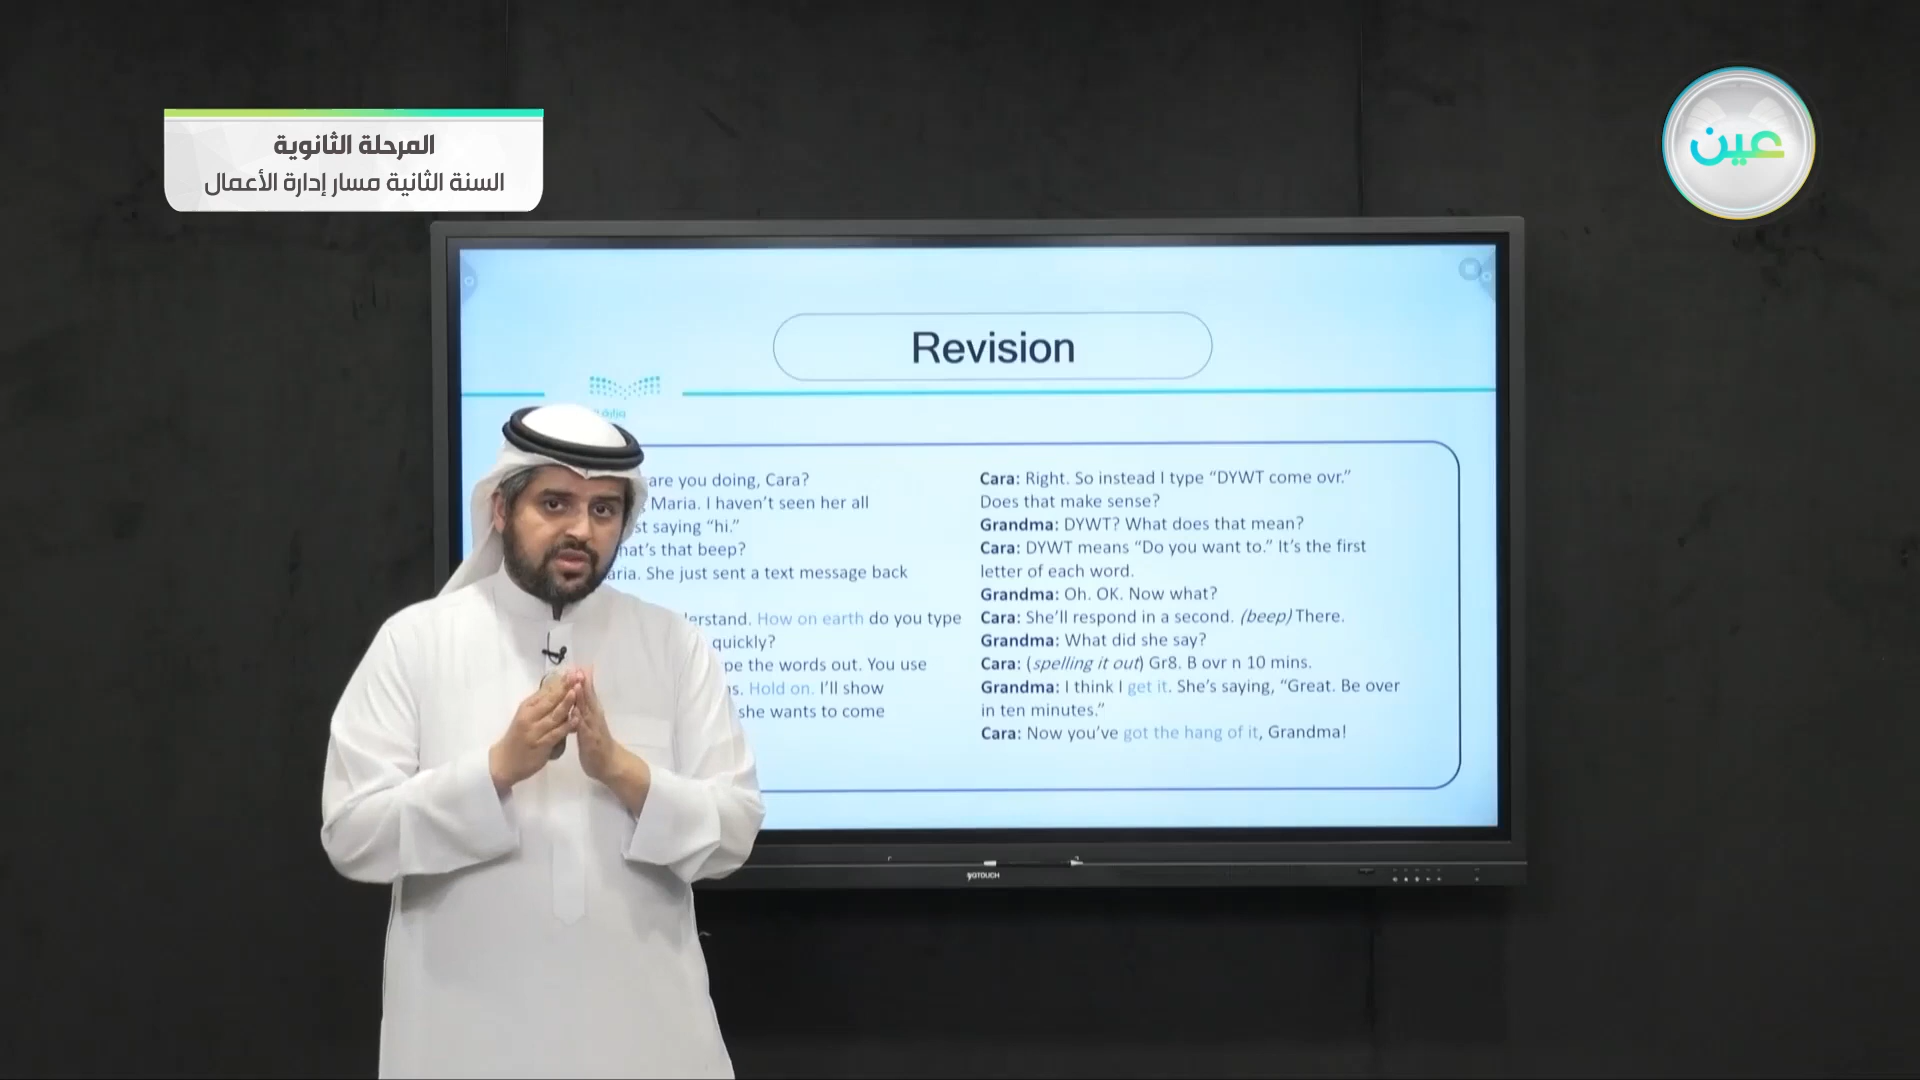 المرحلة الثانوية
السنة الثانية مسار إدارة الأعمال
عين
Revision
are you doing, Cara?
Maria. I haven't seen her all
saying “hi.”
that beep?
She just sent a text message back
How on earth do you type
quickly?
the words out. You use
Hold on. I'll show
she wants to come
Cara: Right. So instead I type “DYWT come ovr.”
Does that make sense?
Grandma: DYWT? What does that mean?
Cara: DYWT means “Do you want to.” It's the first
letter of each word.
Grandma: Oh. OK. Now what?
Cara: She'll respond in a second. (beep) There.
Grandma: What did she say?
Cara: (spelling it out) Gr8. B ovr n 10 mins.
Grandma: I think I get it. She's saying, “Great. Be over
in ten minutes.”
Cara: Now you've got the hang of it, Grandma!